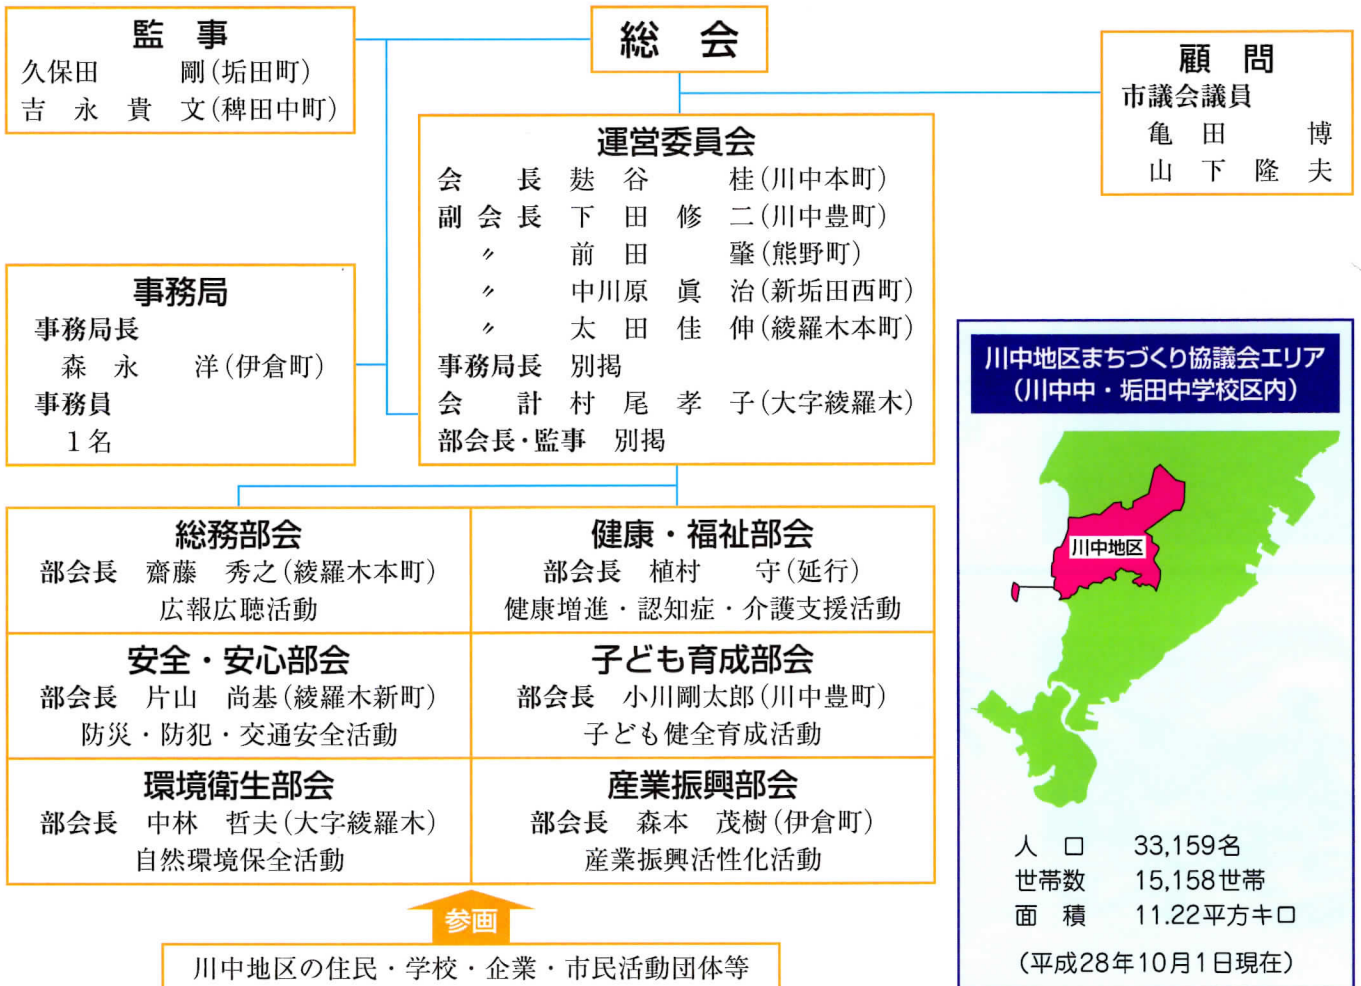 総　会
監　事
久保田　剛(垢田町)
吉永貴文(稗田中町)
顧　問
市議会議員
亀田　博
山下隆夫
運営委員会
会　長　麸谷　桂(川中本町)
副会長　下田修二(川中豊町)
〃　前田　肇(熊野町)
〃　中川原眞治(新垢田西町)
〃　太田佳伸(綾羅木本町)
事務局長　別掲
会　計　村尾孝子(大字綾羅木)
部会長・監事　別掲
事務局
事務局長
森永　洋(伊倉町)
事務員
1名
総務部会
部会長　齋藤　秀之(綾羅木本町)
広報広聴活動
健康・福祉部会
部会長　植村　守(延行)
健康増進・認知症・介護支援活動
安全・安心部会
部会長　片山　尚基(綾羅木新町)
防災・防犯・交通安全活動
子ども育成部会
部会長　小川剛太郎(川中豊町)
子ども健全育成活動
環境衛生部会
部会長　中林　哲夫(大字綾羅木)
自然環境保全活動
産業振興部会
部会長　森本　茂樹(伊倉町)
産業振興活性化活動
参画
川中地区の住民・学校・企業・市民活動団体等
川中地区まちづくり協議会エリア
(川中中・垢田中学校区内)
川中地区
人　口　33,159名
世帯数　15,158世帯
面　積　11.22平方キロ
(平成28年10月1日現在)